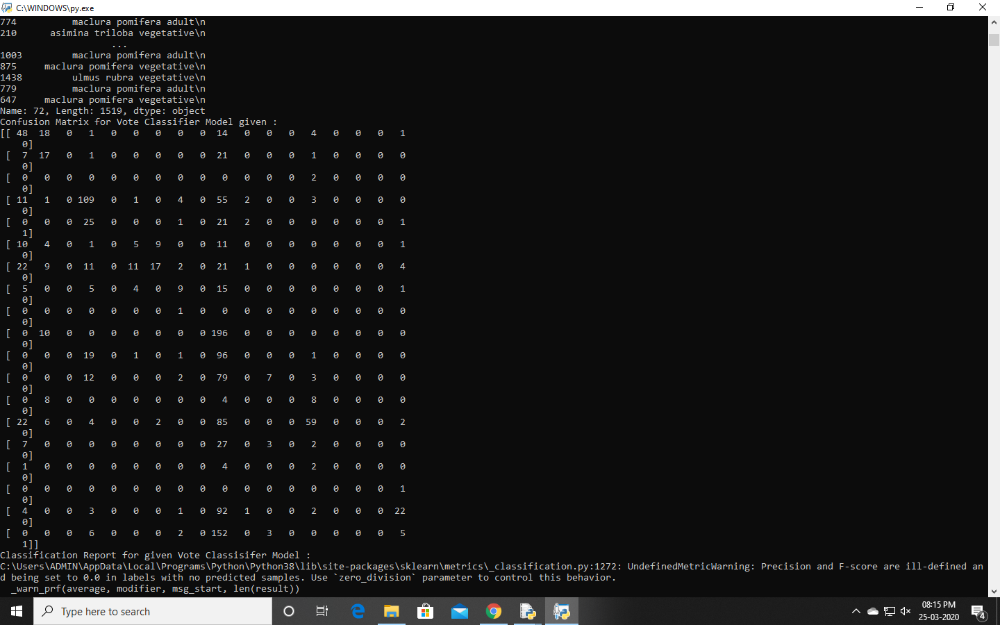 C:\WINDOWS\py.exe
774          maclura pomifera adult\n
210      asimina triloba vegetative\n
                    ...
1003         maclura pomifera adult\n
875     maclura pomifera vegetative\n
1438         ulmus rubra vegetative\n
779          maclura pomifera adult\n
647     maclura pomifera vegetative\n
Name: 72, Length: 1519, dtype: object
Confusion Matrix for Vote Classifier Model given :
[[ 48  18   0   1   0   0   0   0   0  14   0   0   0   4   0   0   0   1
    0]
 [  7  17   0   1   0   0   0   0   0  21   0   0   0   1   0   0   0   0
    0]
 [  0   0   0   0   0   0   0   0   0   0   0   0   0   2   0   0   0   0
    0]
 [ 11   1   0 109   0   1   0   4   0  55   2   0   0   3   0   0   0   0
    0]
 [  0   0   0  25   0   0   0   1   0  21   2   0   0   0   0   0   0   1
    1]
 [ 10   4   0   1   0   5   9   0   0  11   0   0   0   0   0   0   0   1
    0]
 [ 22   9   0  11   0  11  17   2   0  21   1   0   0   0   0   0   0   4
    0]
 [  5   0   0   5   0   4   0   9   0  15   0   0   0   0   0   0   0   1
    0]
 [  0   0   0   0   0   0   0   1   0   0   0   0   0   0   0   0   0   0
    0]
 [  0  10   0   0   0   0   0   0   0 196   0   0   0   0   0   0   0   0
    0]
 [  0   0   0  19   0   1   0   1   0  96   0   0   0   1   0   0   0   0
    0]
 [  0   0   0  12   0   0   0   2   0  79   0   7   0   3   0   0   0   0
    0]
 [  0   8   0   0   0   0   0   0   0   4   0   0   0   8   0   0   0   0
    0]
 [ 22   6   0   4   0   0   2   0   0  85   0   0   0  59   0   0   0   2
    0]
 [  7   0   0   0   0   0   0   0   0  27   0   3   0   2   0   0   0   0
    0]
 [  1   0   0   0   0   0   0   0   0   4   0   0   0   2   0   0   0   0
    0]
 [  0   0   0   0   0   0   0   0   0   0   0   0   0   0   0   0   0   1
    0]
 [  4   0   0   3   0   0   0   1   0  92   1   0   0   2   0   0   0  22
    0]
 [  0   0   0   6   0   0   0   2   0 152   0   3   0   0   0   0   0   5
    1]]
Classification Report for given Vote Classisifer Model :
C:\Users\ADMIN\AppData\Local\Programs\Python\Python38\lib\site-packages\sklearn\metrics\_classification.py:1272: UndefinedMetricWarning: Precision and F-score are ill-defined an
d being set to 0.0 in labels with no predicted samples. Use `zero_division` parameter to control this behavior.
  _warn_prf(average, modifier, msg_start, len(result))
Type here to search
08:15 PM
25-03-2020
4